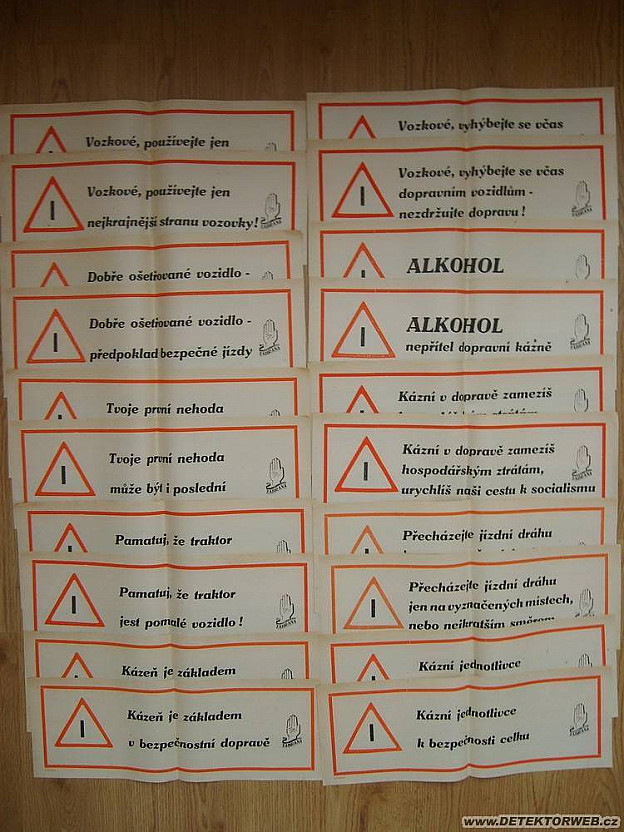 Vozkové, používejte jen
Vozkové, používejte jen
nejkrajnější stranu vozovky!
Dobře ošetřované vozidlo -
Dobře ošetřované vozidlo -
předpoklad bezpečné jízdy
Tvoje první nehoda
Tvoje první nehoda
může být i poslední
Pamatuj, že traktor
Pamatuj, že traktor
jest pomalé vozidlo!
Kázeň je základem
Kázeň je základem
v bezpečnostní dopravě
Vozkové, vyhýbejte se včas
Vozkové, vyhýbejte se včas
dopravním vozidlům -
nezdržujte dopravu!
ALKOHOL
ALKOHOL
nepřítel dopravní kázně
Kázní v dopravě zamezíš
Kázní v dopravě zamezíš
hospodářským ztrátám,
urychlíš naši cestu k socialismu
Přecházejte jízdní dráhu
Přecházejte jízdní dráhu
jen na vyznačených místech,
nebo nejkratším směrem
Kázní jednotlivce
Kázní jednotlivce
k bezpečnosti celku
www.DETEKTORWEB.cz